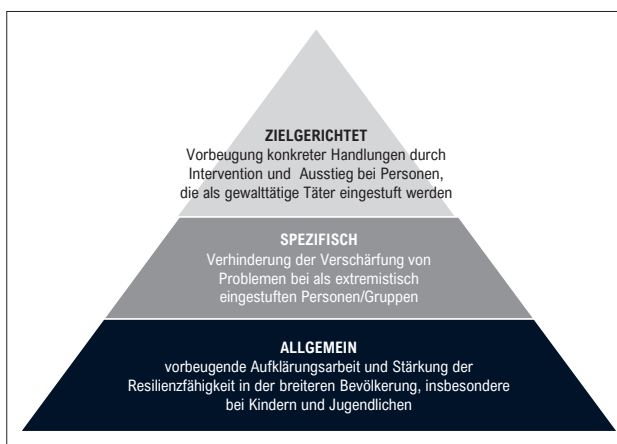 ZIELGERICHTET
Vorbeugung konkreter Handlungen durch
Intervention und Ausstieg bei Personen,
die als gewalttätige Täter eingestuft werden
SPEZIFISCH
Verhinderung der Verschärfung von
Problemen bei als extremistisch
eingestuften Personen/Gruppen
ALLGEMEIN
vorbeugende Aufklärungsarbeit und Stärkung der
Resilienzfähigkeit in der breiteren Bevölkerung, insbesondere
bei Kindern und Jugendlichen